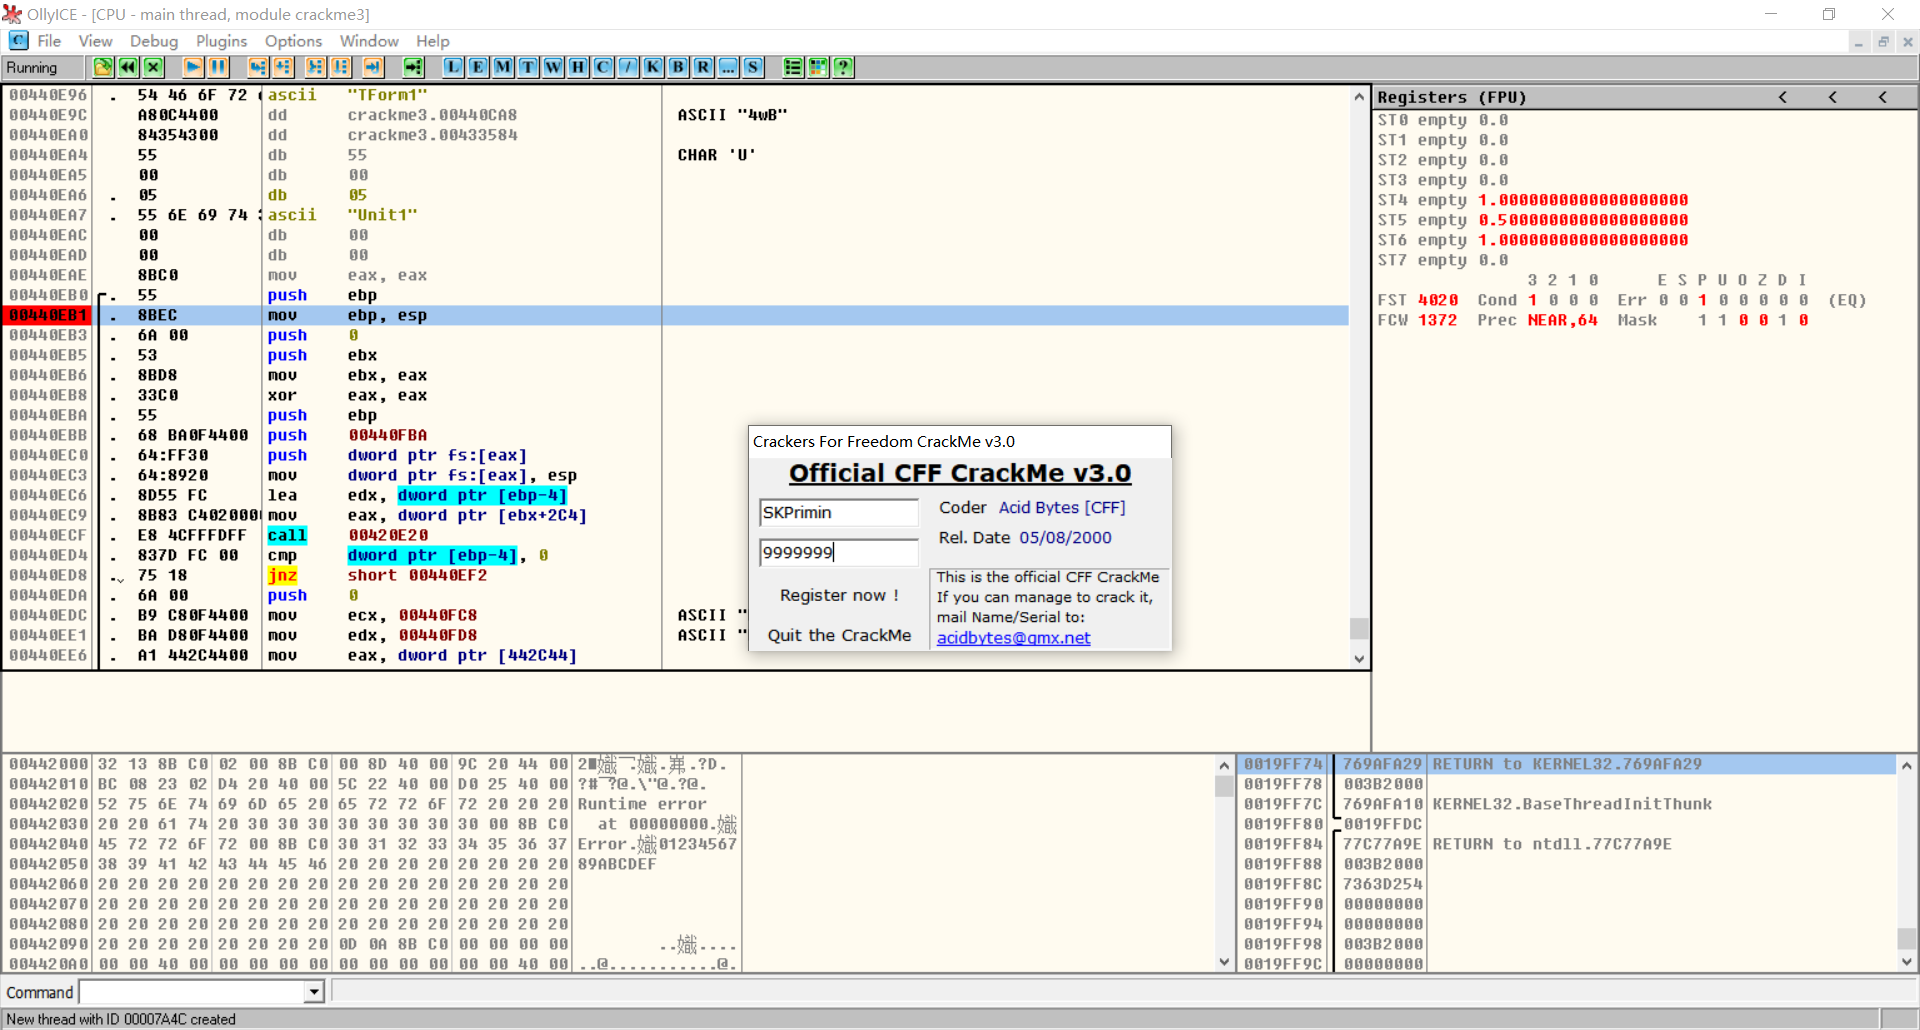 OllyICE - [CPU - main thread, module crackme3]
C File View Debug Plugins Options Window Help
Running L E M T W H C / K B R ... S ?
00440E96 . 54 46 6F 72 ascii "TForm1"
00440E9C A80C4400 dd crackme3.00440CA8 ASCII "4wB"
00440EA0 84354300 dd crackme3.00433584
00440EA4 55 db 55 CHAR 'U'
00440EA5 00 db 00
00440EA6 . 05 db 05
00440EA7 . 55 6E 69 74 ascii "Unit1"
00440EAC 00 db 00
00440EAD 00 db 00
00440EAE 8BC0 mov eax, eax
00440EB0 . 55 push ebp
00440EB1 . 8BEC mov ebp, esp
00440EB3 . 6A 00 push 0
00440EB5 . 53 push ebx
00440EB6 . 8BD8 mov ebx, eax
00440EB8 . 33C0 xor eax, eax
00440EBA . 55 push ebp
00440EBB . 68 BA0F4400 push 00440FBA
00440EC0 . 64:FF30 push dword ptr fs:[eax]
00440EC3 . 64:8920 mov dword ptr fs:[eax], esp
00440EC6 . 8D55 FC lea edx, dword ptr [ebp-4]
00440EC9 . 8B83 C402000 mov eax, dword ptr [ebx+2C4]
00440ECF . E8 4CFFFDFF call 00420E20
00440ED4 . 837D FC 00 cmp dword ptr [ebp-4], 0
00440ED8 . 75 18 jnz short 00440EF2
00440EDA . 6A 00 push 0
00440EDC . B9 C80F4400 mov ecx, 00440FC8 ASCII "
00440EE1 . BA D80F4400 mov edx, 00440FD8 ASCII "
00440EE6 . A1 442C4400 mov eax, dword ptr [442C44]
Registers (FPU) < < <
ST0 empty 0.0
ST1 empty 0.0
ST2 empty 0.0
ST3 empty 0.0
ST4 empty 1.0000000000000000000
ST5 empty 0.5000000000000000000
ST6 empty 1.0000000000000000000
ST7 empty 0.0
3 2 1 0 E S P U O Z D I
FST 4020 Cond 1 0 0 0 Err 0 0 1 0 0 0 0 0 (EQ)
FCW 1372 Prec NEAR,64 Mask 1 1 0 0 1 0
Crackers For Freedom CrackMe v3.0
Official CFF CrackMe v3.0
SKPrimin
9999999
Register now !
Quit the CrackMe
Coder Acid Bytes [CFF]
Rel. Date 05/08/2000
This is the official CFF CrackMe
If you can manage to crack it,
mail Name/Serial to:
acidbytes@gmx.net
00442000 32 13 8B C0 02 00 8B C0 00 8D 40 00 9C 20 44 00
00442010 BC 08 23 02 D4 20 40 00 5C 22 40 00 D0 25 40 00
00442020 52 75 6E 74 69 6D 65 20 65 72 72 6F 72 20 20 20 Runtime error
00442030 20 20 61 74 20 30 30 30 30 30 30 30 30 00 8B C0 at 00000000.
00442040 45 72 72 6F 72 00 8B C0 30 31 32 33 34 35 36 37 Error.01234567
00442050 38 39 41 42 43 44 45 46 20 20 20 20 20 20 20 20 89ABCDEF
00442060 20 20 20 20 20 20 20 20 20 20 20 20 20 20 20 20
00442070 20 20 20 20 20 20 20 20 20 20 20 20 20 20 20 20
00442080 20 20 20 20 20 20 20 20 20 20 20 20 20 20 20 20
00442090 20 20 20 20 20 20 20 20 0D 0A 8B C0 00 00 00 00
004420A0 00 00 40 00 00 00 00 00 00 00 00 00 00 00 40 00 ..@...........@.
0019FF74 769AFA29 RETURN to KERNEL32.769AFA29
0019FF78 003B2000
0019FF7C 769AFA10 KERNEL32.BaseThreadInitThunk
0019FF80 0019FFDC
0019FF84 77C77A9E RETURN to ntdll.77C77A9E
0019FF88 003B2000
0019FF8C 7363D254
0019FF90 00000000
0019FF94 00000000
0019FF98 003B2000
0019FF9C 00000000
Command
New thread with ID 00007A4C created